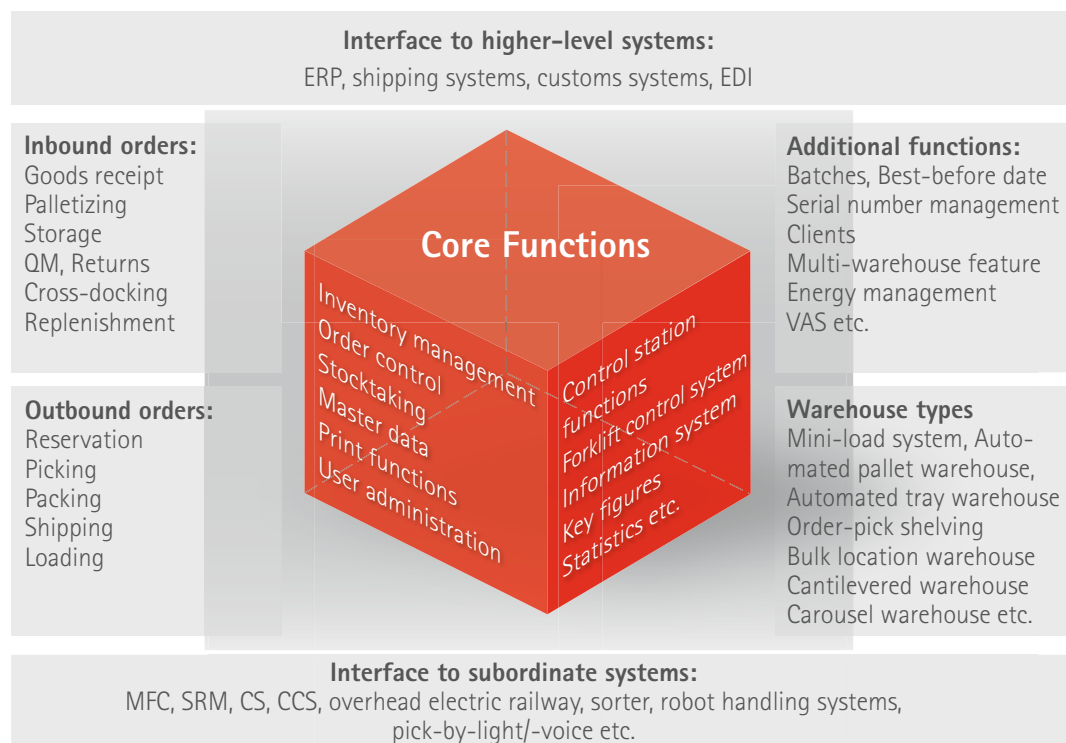 Interface to higher-level systems:
ERP, shipping systems, customs systems, EDI
Inbound orders:
Goods receipt
Palletizing
Storage
QM, Returns
Cross-docking
Replenishment
Outbound orders:
Reservation
Picking
Packing
Shipping
Loading
Core Functions
Inventory management
Order control
Stocktaking
Master data
Print functions
User administration
Control station
functions
Forklift control system
Information system
Key figures
Statistics etc.
Additional functions:
Batches, Best-before date
Serial number management
Clients
Multi-warehouse feature
Energy management
VAS etc.
Warehouse types
Mini-load system, Auto-
mated pallet warehouse,
Automated tray warehouse
Order-pick shelving
Bulk location warehouse
Cantilevered warehouse
Carousel warehouse etc.
Interface to subordinate systems:
MFC, SRM, CS, CCS, overhead electric railway, sorter, robot handling systems,
pick-by-light/-voice etc.